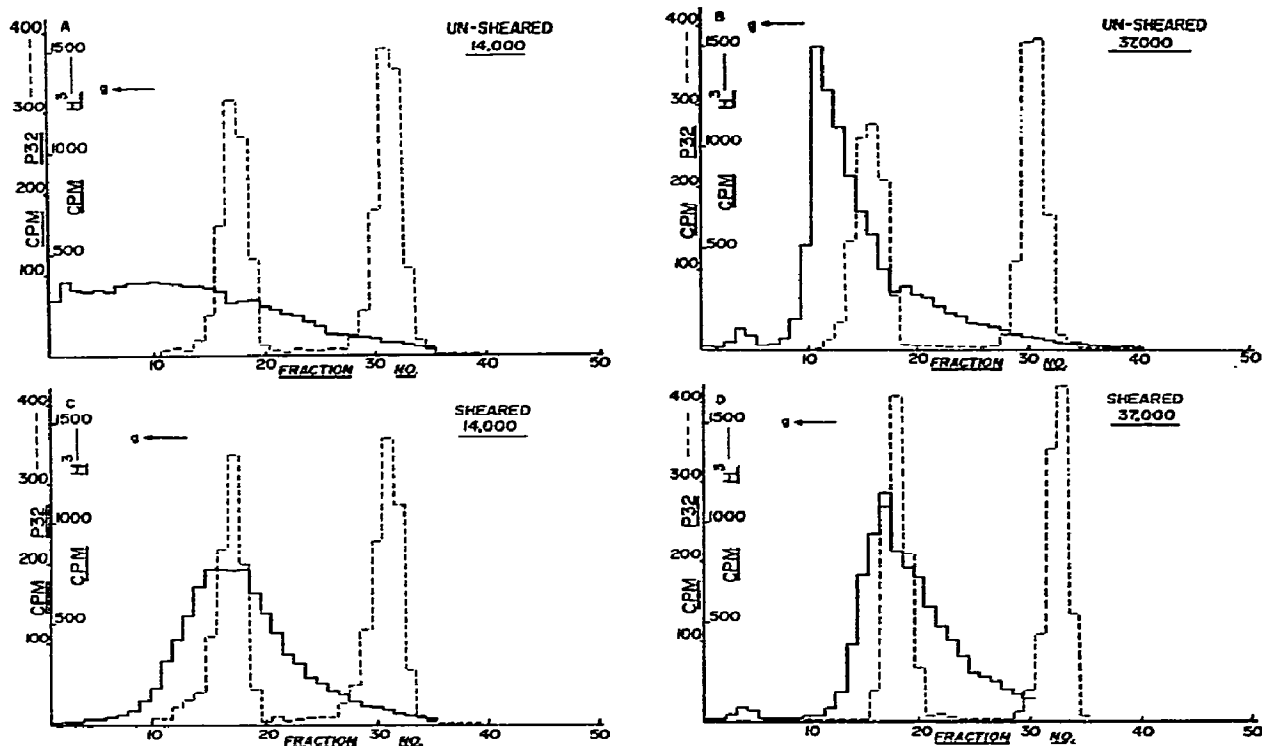 A
UN-SHEARED
14,000
400
1500
300
1000
200
500
100
CPM P32
CPM H3
g
10 20 30 40 50
FRACTION NO.
B
UN-SHEARED
37,000
400
1500
300
1000
200
500
100
CPM P32
CPM H3
g
10 20 30 40 50
FRACTION NO.
C
SHEARED
14,000
400
1500
300
1000
200
500
100
CPM P32
CPM H3
g
10 20 30 40 50
FRACTION NO.
D
SHEARED
37,000
400
1500
300
1000
200
500
100
CPM P32
CPM H3
g
10 20 30 40 50
FRACTION NO.